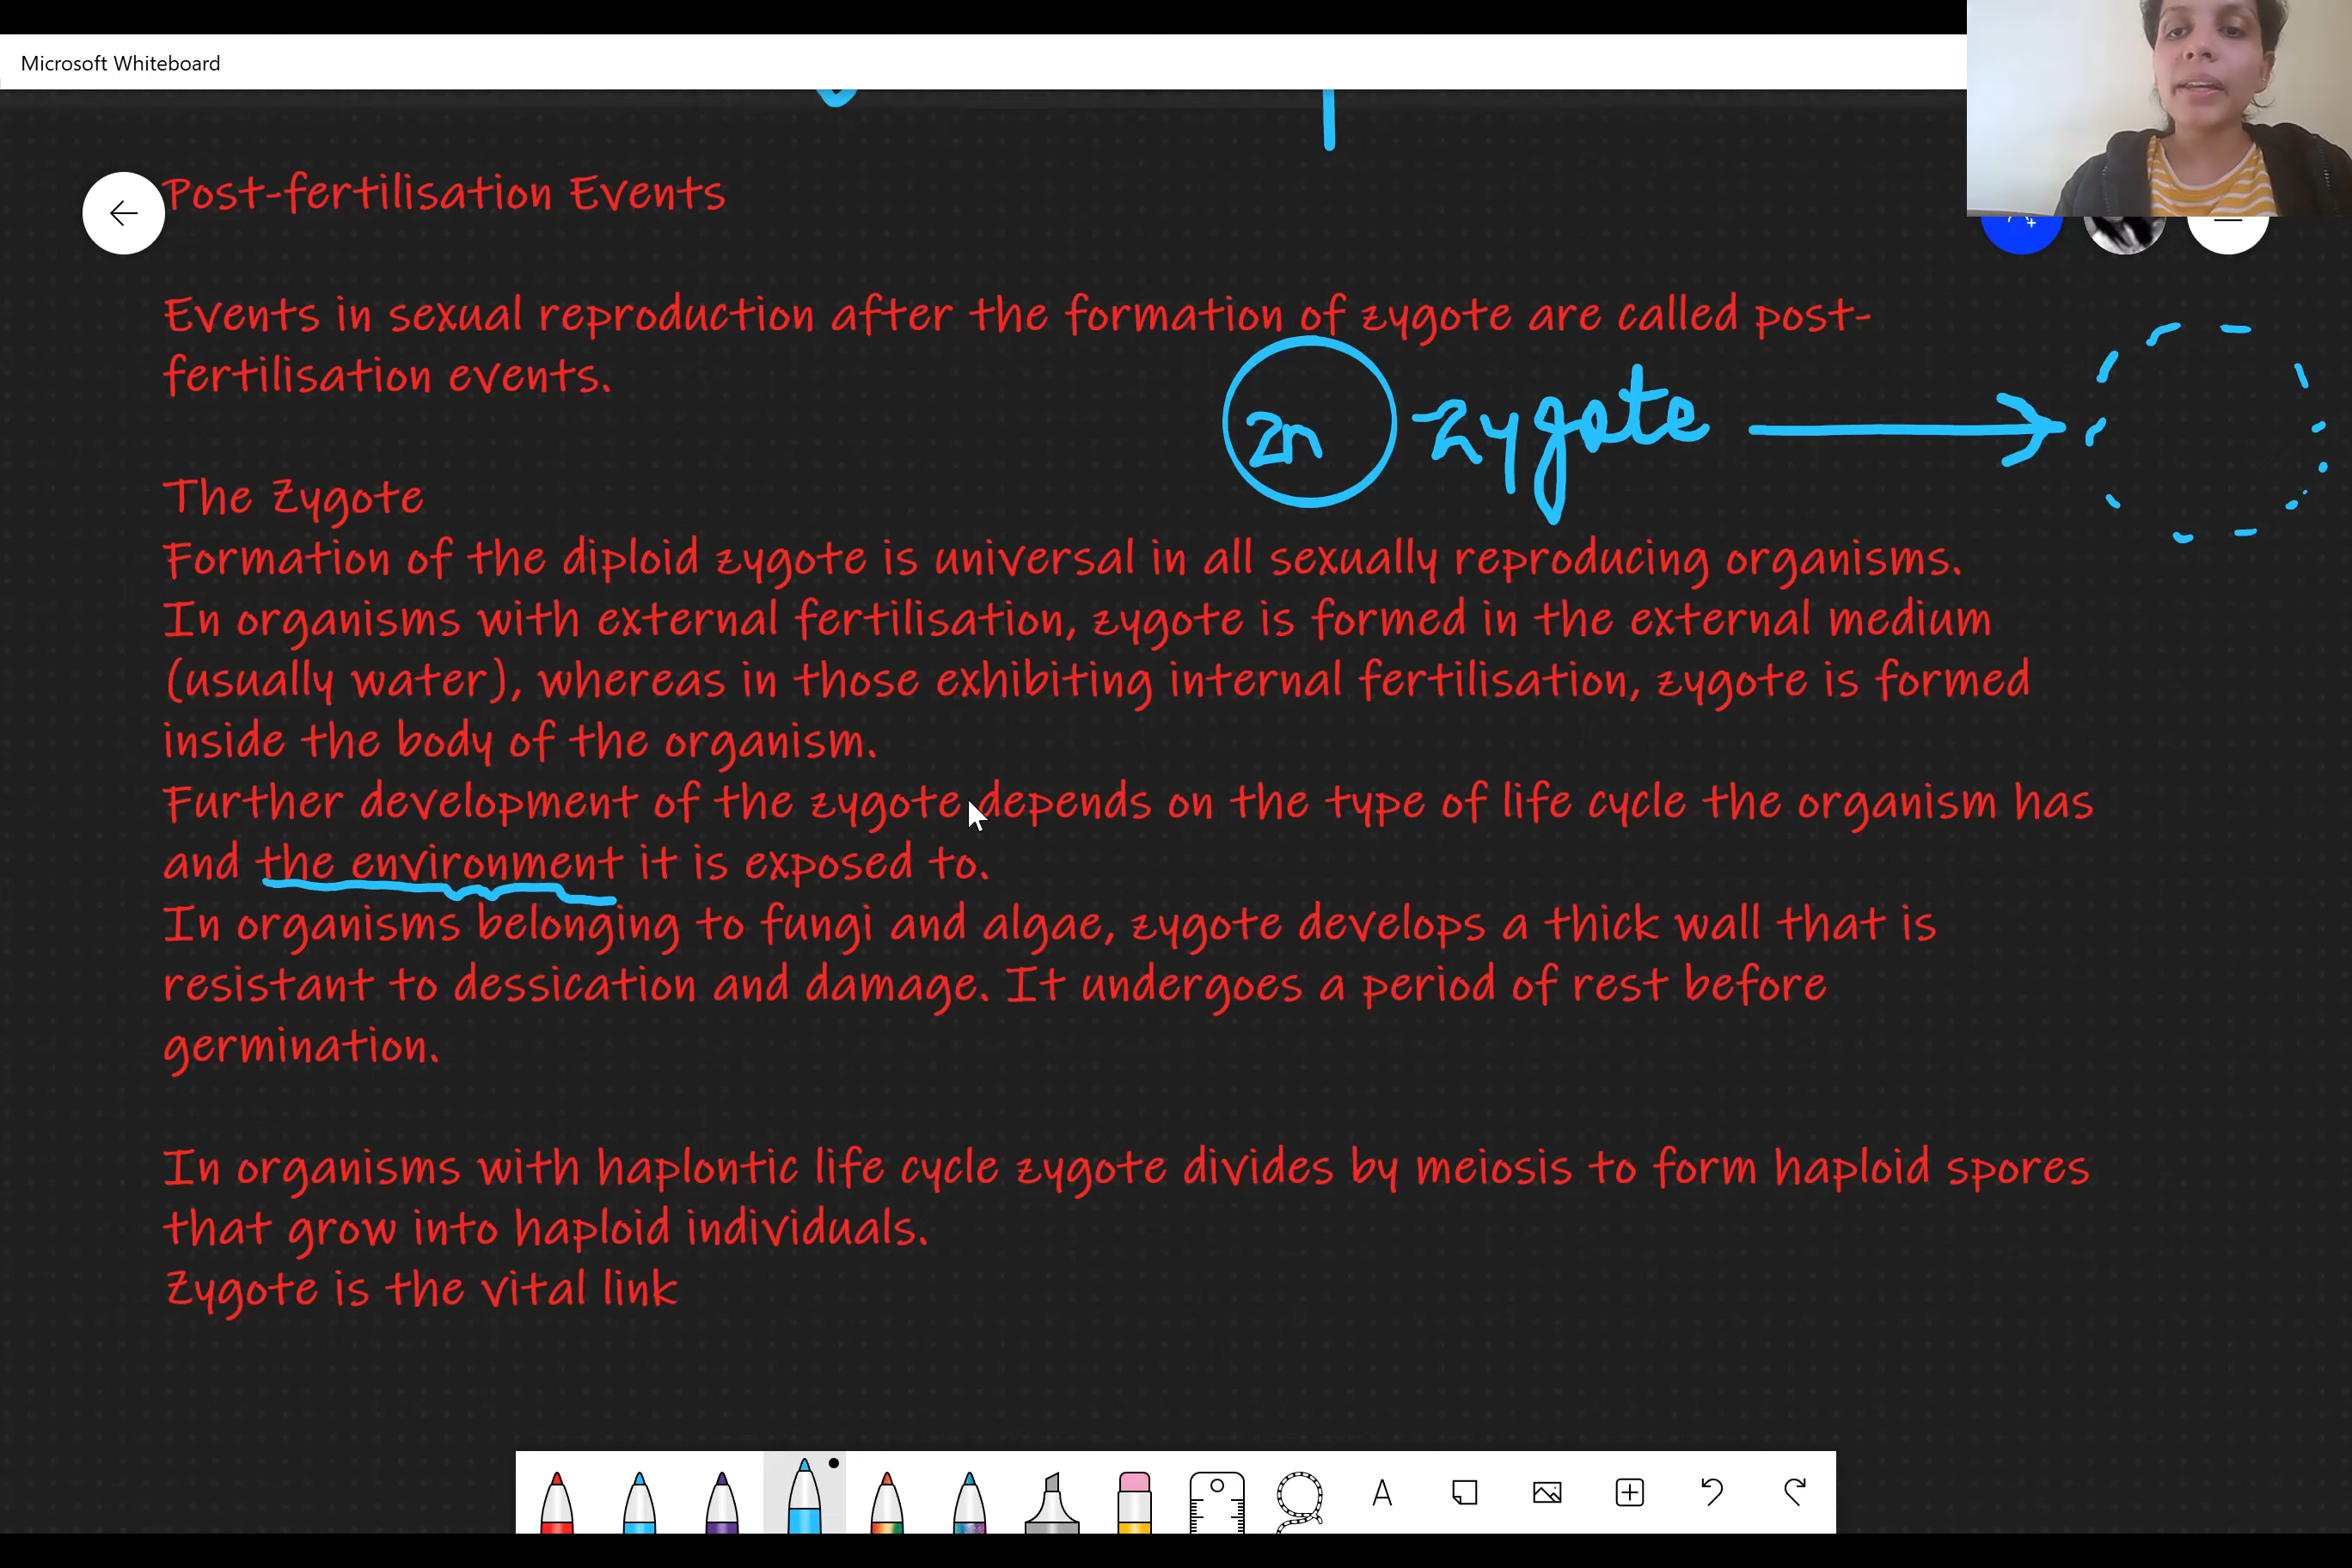 Microsoft Whiteboard
Post-fertilisation Events
Events in sexual reproduction after the formation of zygote are called post-
fertilisation events.
2n zygote
The Zygote
Formation of the diploid zygote is universal in all sexually reproducing organisms.
In organisms with external fertilisation, zygote is formed in the external medium
(usually water), whereas in those exhibiting internal fertilisation, zygote is formed
inside the body of the organism.
Further development of the zygote depends on the type of life cycle the organism has
and the environment it is exposed to.
In organisms belonging to fungi and algae, zygote develops a thick wall that is
resistant to dessication and damage. It undergoes a period of rest before
germination.
In organisms with haplontic life cycle zygote divides by meiosis to form haploid spores
that grow into haploid individuals.
Zygote is the vital link